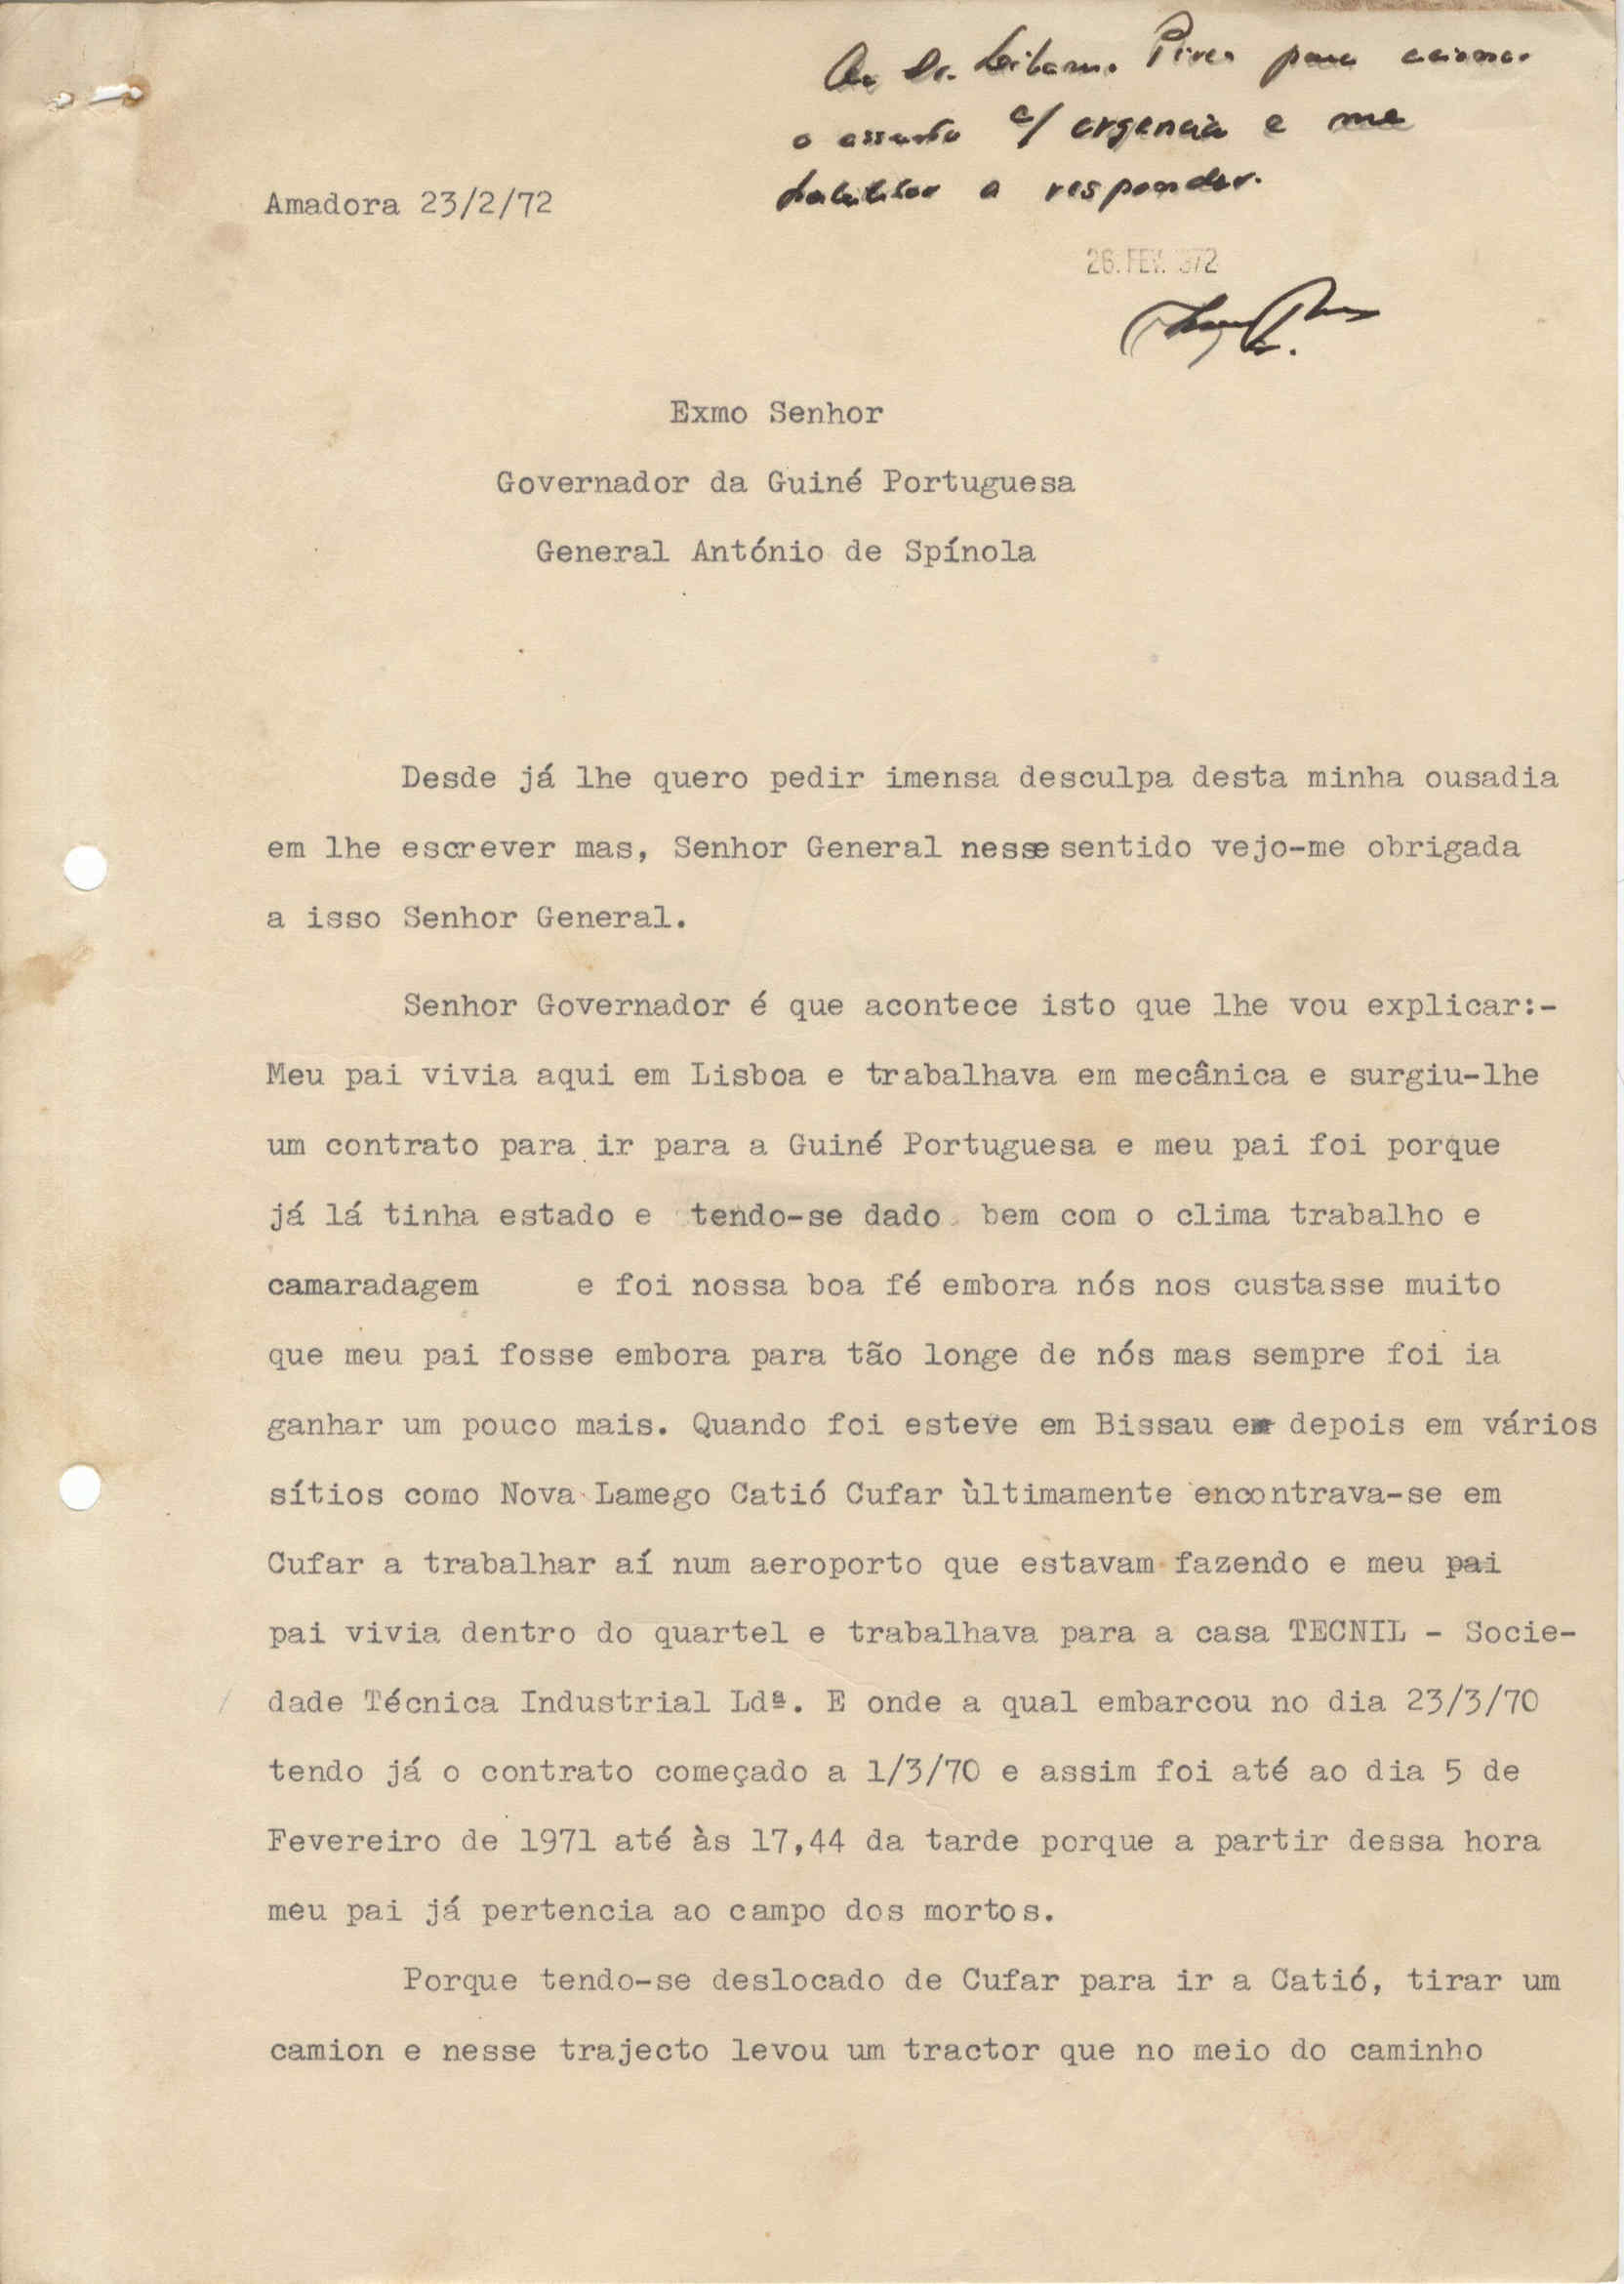 Ao Dr. Pires para accionar
o assunto c/ urgencia e me
habilitar a responder.
Amadora 23/2/72
26. FEV. 972
Exmo Senhor
Governador da Guiné Portuguesa
General António de Spínola
Desde já lhe quero pedir imensa desculpa desta minha ousadia
em lhe escrever mas, Senhor General nesse sentido vejo-me obrigada
a isso Senhor General.
Senhor Governador é que acontece isto que lhe vou explicar:-
Meu pai vivia aqui em Lisboa e trabalhava em mecânica e surgiu-lhe
um contrato para ir para a Guiné Portuguesa e meu pai foi porque
já lá tinha estado e tendo-se dado bem com o clima trabalho e
camaradagem e foi nossa boa fé embora nós nos custasse muito
que meu pai fosse embora para tão longe de nós mas sempre foi ia
ganhar um pouco mais. Quando foi esteve em Bissau e depois em vários
sítios como Nova Lamego Catió Cufar ùltimamente encontrava-se em
Cufar a trabalhar aí num aeroporto que estavam fazendo e meu pai
pai vivia dentro do quartel e trabalhava para a casa TECNIL - Socie-
dade Técnica Industrial Ldª. E onde a qual embarcou no dia 23/3/70
tendo já o contrato começado a 1/3/70 e assim foi até ao dia 5 de
Fevereiro de 1971 até às 17,44 da tarde porque a partir dessa hora
meu pai já pertencia ao campo dos mortos.
Porque tendo-se deslocado de Cufar para ir a Catió, tirar um
camion e nesse trajecto levou um tractor que no meio do caminho